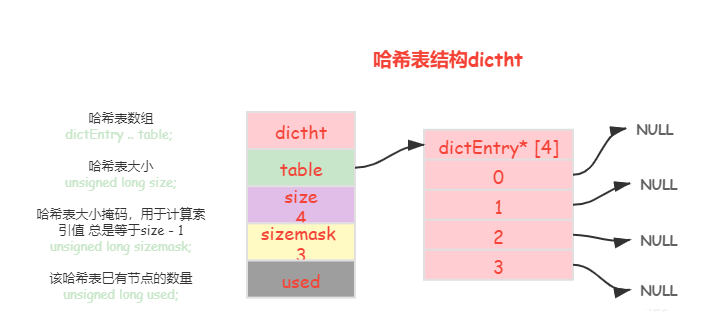 哈希表结构dictht
哈希表数组
dictEntry .. table;
哈希表大小
unsigned long size;
哈希表大小掩码，用于计算索
引值 总是等于size - 1
unsigned long sizemask;
该哈希表已有节点的数量
unsigned long used;
dictht
table
size
4
sizemask
3
used
dictEntry* [4]
0
1
2
3
NULL
NULL
NULL
NULL